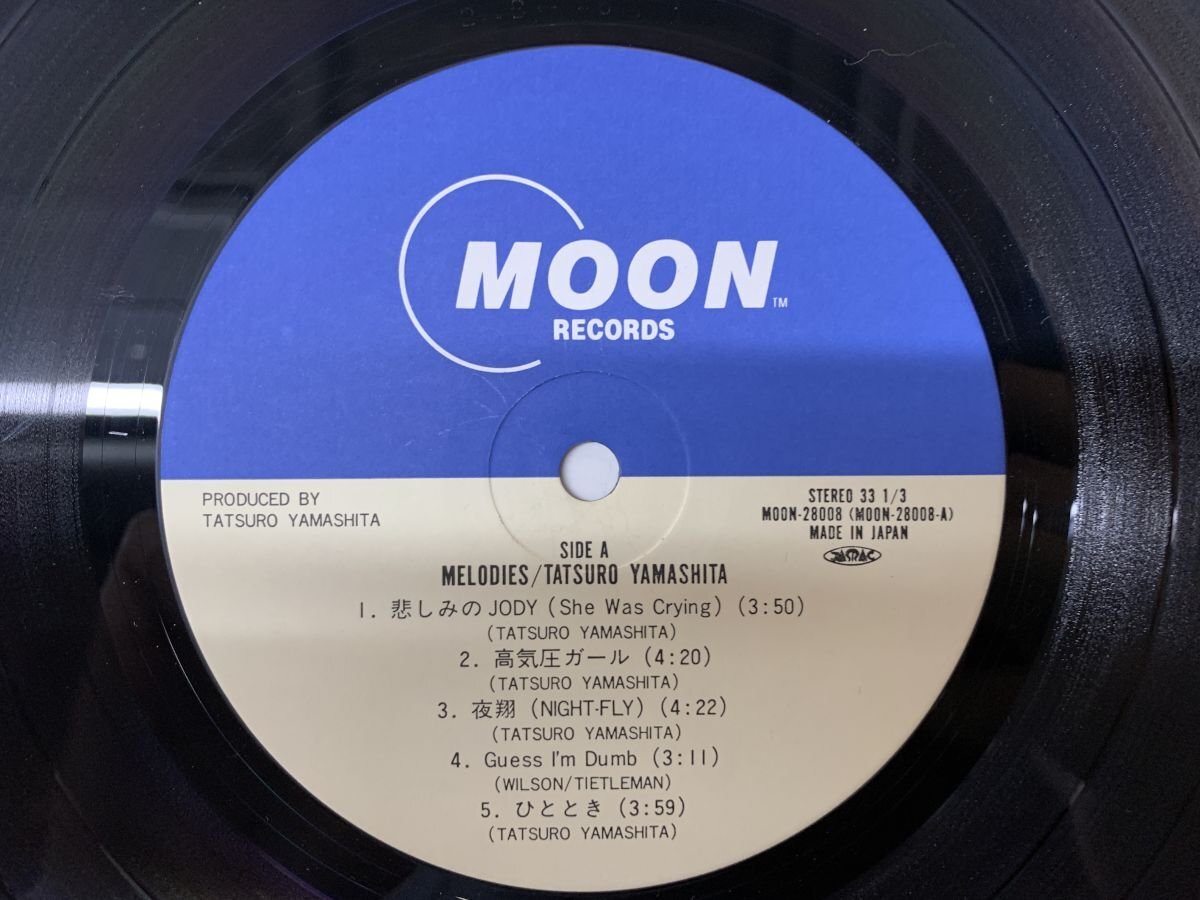 MOON
TM
RECORDS
PRODUCED BY
TATSURO YAMASHITA
STEREO 33 1/3
MOON-28008 (MOON-28008-A)
MADE IN JAPAN
JASRAC
SIDE A
MELODIES/TATSURO YAMASHITA
1. 悲しみのJODY (She Was Crying) (3:50)
(TATSURO YAMASHITA)
2. 高気圧ガール (4:20)
(TATSURO YAMASHITA)
3. 夜翔 (NIGHT-FLY) (4:22)
(TATSURO YAMASHITA)
4. Guess I'm Dumb (3:11)
(WILSON/TIETLEMAN)
5. ひととき (3:59)
(TATSURO YAMASHITA)